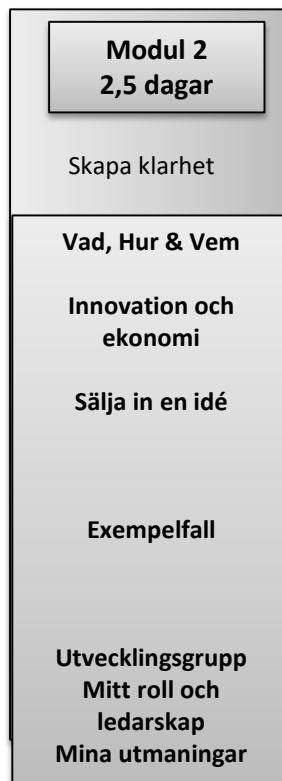 Modul 2
2,5 dagar
Skapa klarhet
Vad, Hur & Vem
Innovation och
ekonomi
Sälja in en idé
Exempelfall
Utvecklingsgrupp
Mitt roll och
ledarskap
Mina utmaningar